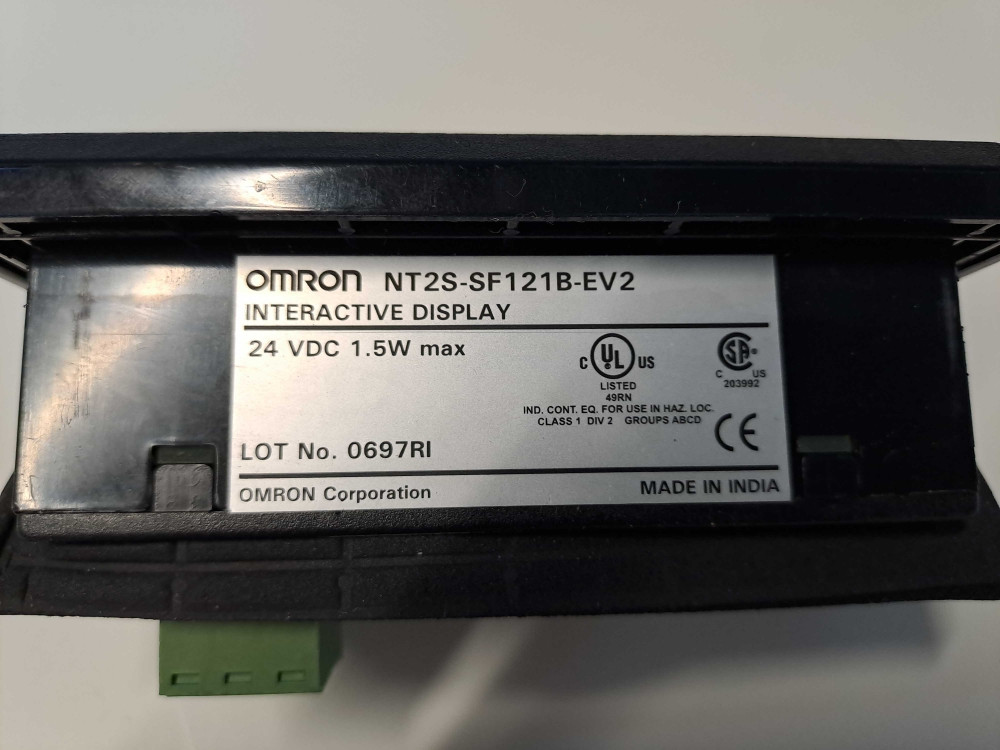 OMRON NT2S-SF121B-EV2
INTERACTIVE DISPLAY
24 VDC 1.5W max
C UL US
LISTED
49RN
SA
C US
203992
IND. CONT. EQ. FOR USE IN HAZ. LOC.
CLASS 1 DIV 2 GROUPS ABCD
CE
LOT No. 0697RI
OMRON Corporation
MADE IN INDIA